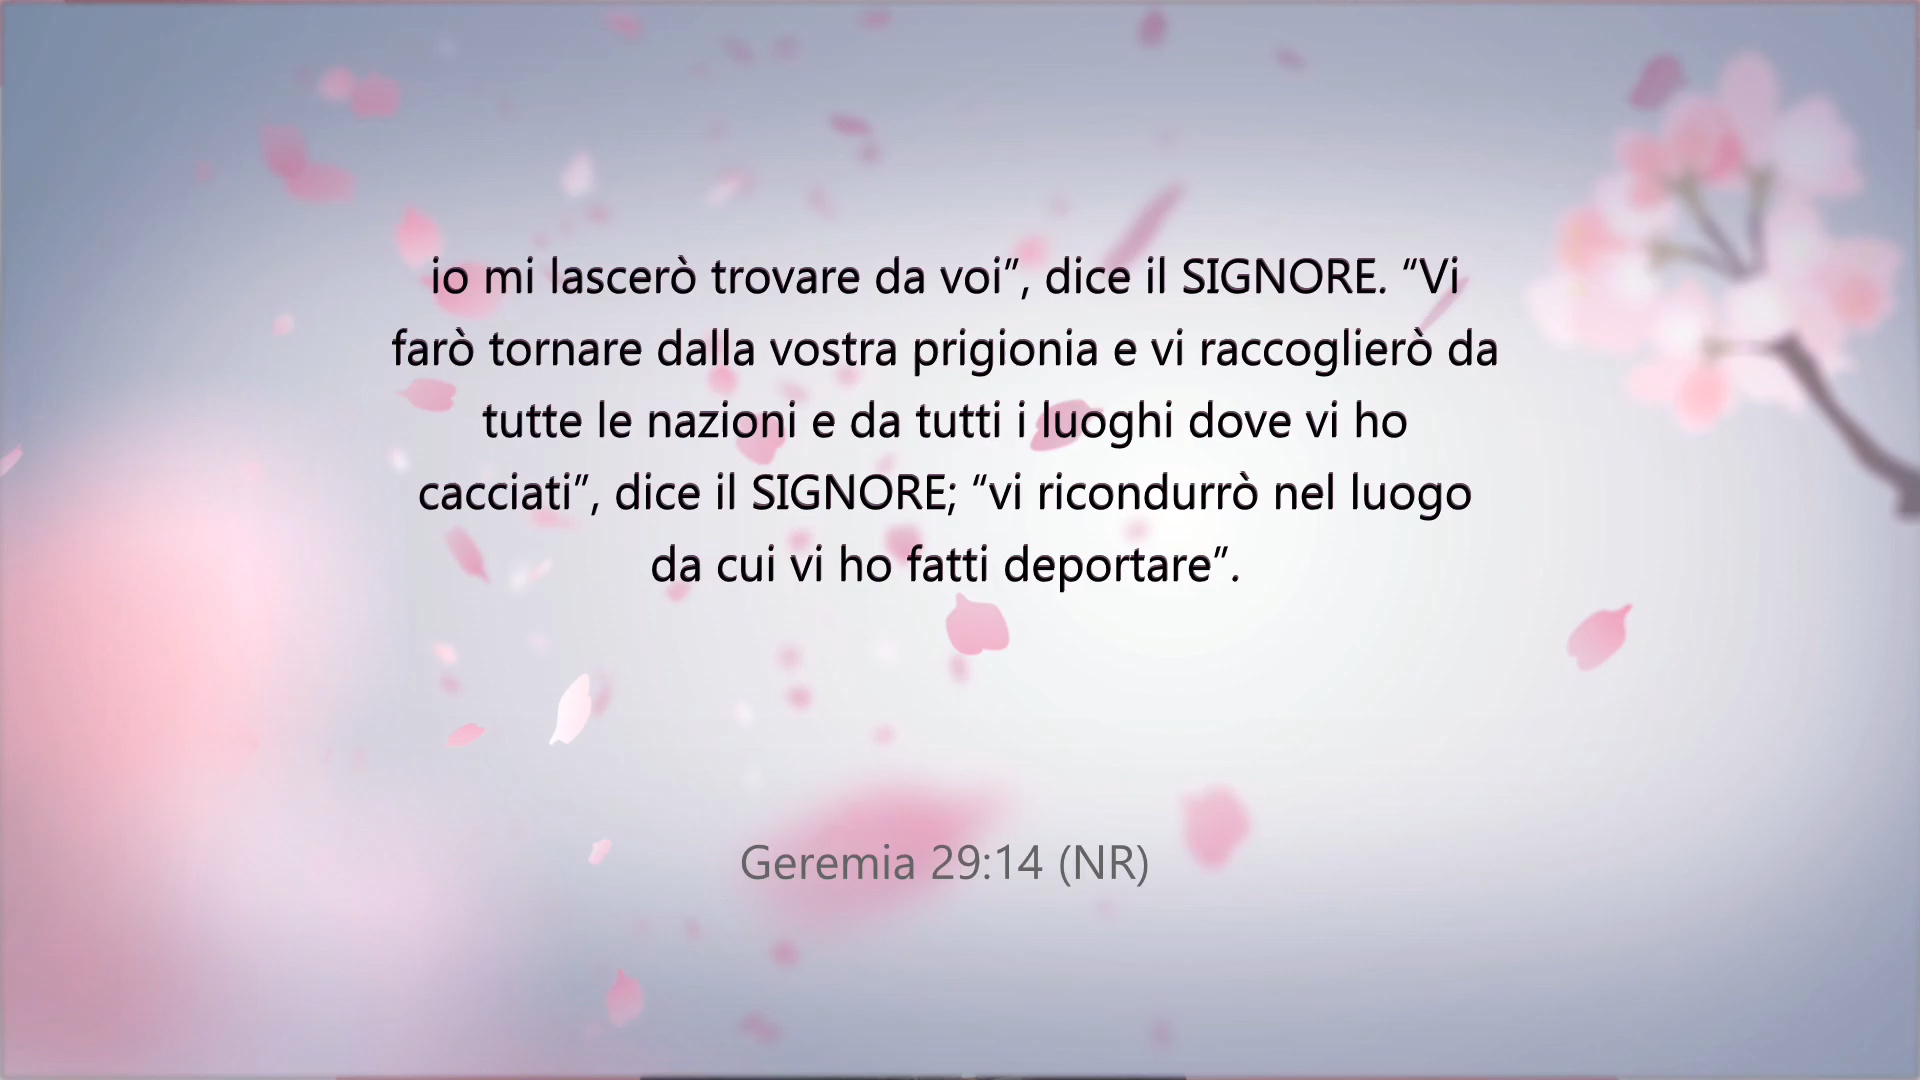 io mi lascerò trovare da voi”, dice il SIGNORE. “Vi
farò tornare dalla vostra prigionia e vi raccoglierò da
tutte le nazioni e da tutti i luoghi dove vi ho
cacciati”, dice il SIGNORE; “vi ricondurrò nel luogo
da cui vi ho fatti deportare”.
Geremia 29:14 (NR)